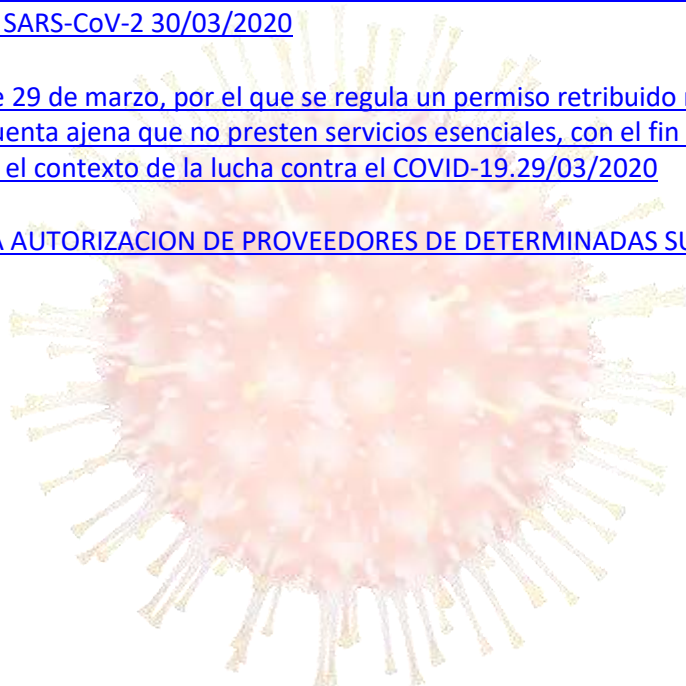 SARS-CoV-2 30/03/2020
e 29 de marzo, por el que se regula un permiso retribuido
uenta ajena que no presten servicios esenciales, con el fin
el contexto de la lucha contra el COVID-19.29/03/2020
A AUTORIZACION DE PROVEEDORES DE DETERMINADAS SU